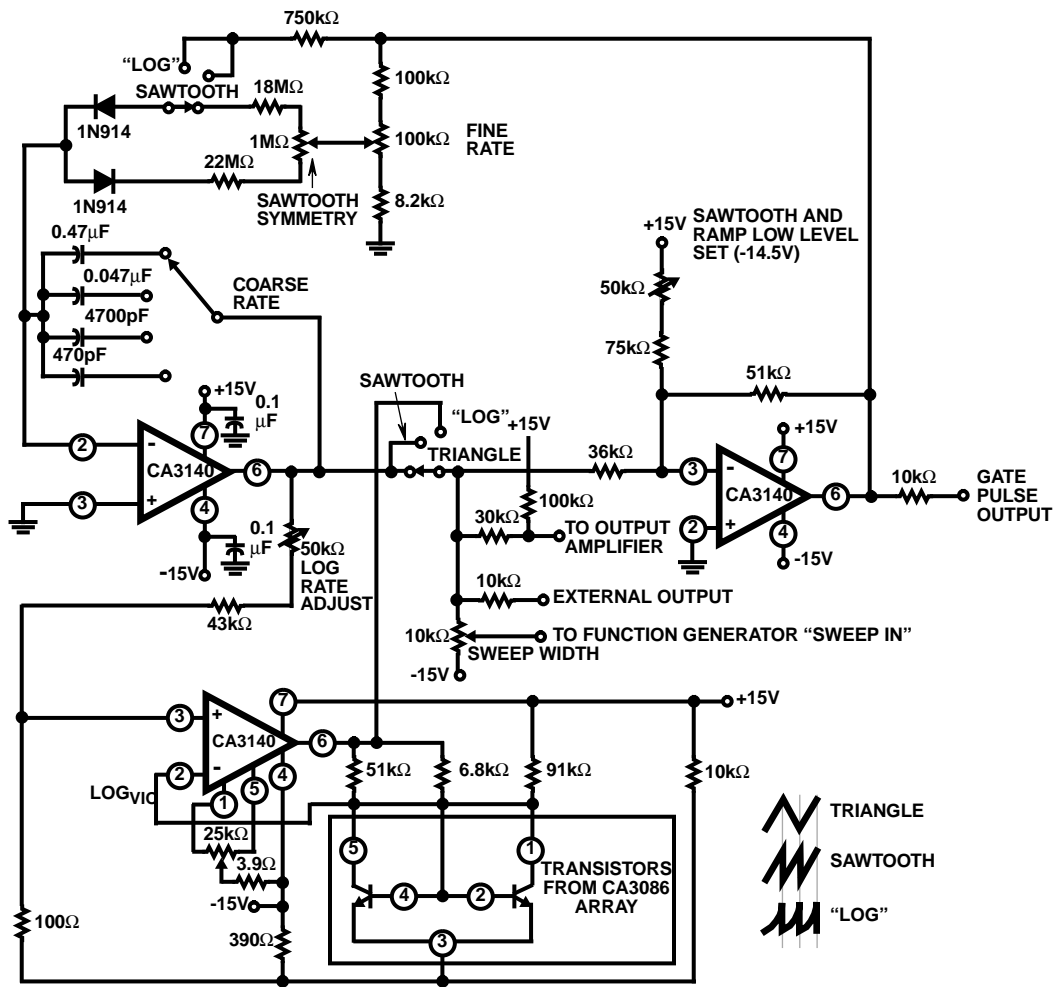 750kΩ
“LOG”
SAWTOOTH
18MΩ
100kΩ
1N914
1MΩ
100kΩ
FINE
RATE
22MΩ
1N914
SAWTOOTH
SYMMETRY
8.2kΩ
0.47μF
0.047μF
4700pF
470pF
COARSE
RATE
+15V
SAWTOOTH AND
RAMP LOW LEVEL
SET (-14.5V)
50kΩ
75kΩ
51kΩ
+15V
0.1
μF
7
2
-
CA3140
6
3
+
4
0.1
μF
-15V
SAWTOOTH
“LOG”
+15V
TRIANGLE
36kΩ
100kΩ
30kΩ
TO OUTPUT
AMPLIFIER
+15V
7
3
-
CA3140
6
2
+
4
-15V
10kΩ
GATE
PULSE
OUTPUT
50kΩ
LOG
RATE
ADJUST
43kΩ
10kΩ
EXTERNAL OUTPUT
10kΩ
TO FUNCTION GENERATOR “SWEEP IN”
SWEEP WIDTH
-15V
7
+15V
3
+
CA3140
6
2
-
4
5
1
LOGVIO
51kΩ
6.8kΩ
91kΩ
10kΩ
25kΩ
3.9Ω
-15V
390Ω
100Ω
5
1
4
2
3
TRANSISTORS
FROM CA3086
ARRAY
TRIANGLE
SAWTOOTH
“LOG”